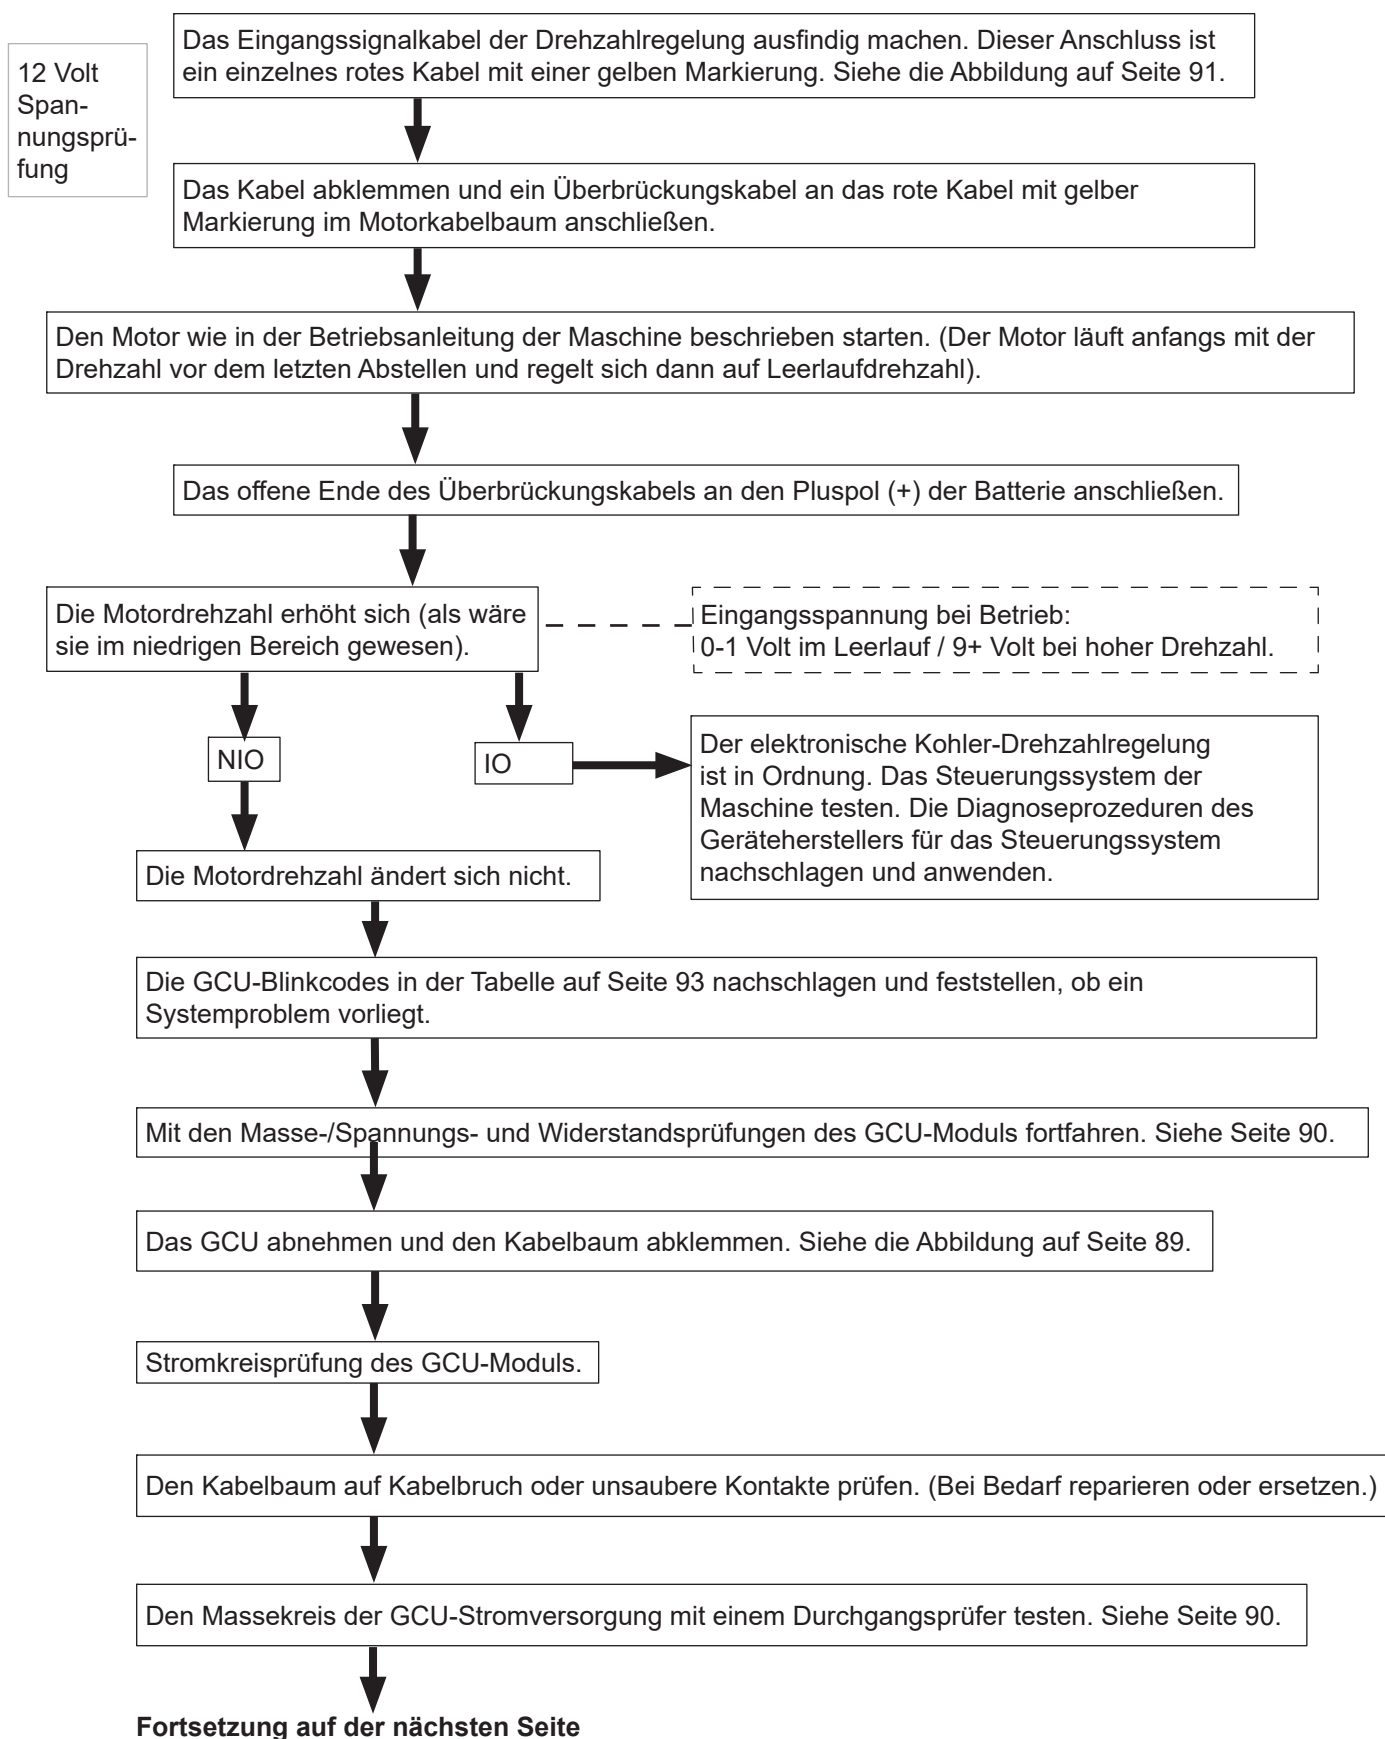 12 Volt
Span-
nungsprü-
fung
Das Eingangssignalkabel der Drehzahlregelung ausfindig machen. Dieser Anschluss ist
ein einzelnes rotes Kabel mit einer gelben Markierung. Siehe die Abbildung auf Seite 91.
Das Kabel abklemmen und ein Überbrückungskabel an das rote Kabel mit gelber
Markierung im Motorkabelbaum anschließen.
Den Motor wie in der Betriebsanleitung der Maschine beschrieben starten. (Der Motor läuft anfangs mit der
Drehzahl vor dem letzten Abstellen und regelt sich dann auf Leerlaufdrehzahl).
Das offene Ende des Überbrückungskabels an den Pluspol (+) der Batterie anschließen.
Die Motordrehzahl erhöht sich (als wäre
sie im niedrigen Bereich gewesen).
Eingangsspannung bei Betrieb:
0-1 Volt im Leerlauf / 9+ Volt bei hoher Drehzahl.
NIO
IO
Der elektronische Kohler-Drehzahlregelung
ist in Ordnung. Das Steuerungssystem der
Maschine testen. Die Diagnoseprozeduren des
Geräteherstellers für das Steuerungssystem
nachschlagen und anwenden.
Die Motordrehzahl ändert sich nicht.
Die GCU-Blinkcodes in der Tabelle auf Seite 93 nachschlagen und feststellen, ob ein
Systemproblem vorliegt.
Mit den Masse-/Spannungs- und Widerstandsprüfungen des GCU-Moduls fortfahren. Siehe Seite 90.
Das GCU abnehmen und den Kabelbaum abklemmen. Siehe die Abbildung auf Seite 89.
Stromkreisprüfung des GCU-Moduls.
Den Kabelbaum auf Kabelbruch oder unsaubere Kontakte prüfen. (Bei Bedarf reparieren oder ersetzen.)
Den Massekreis der GCU-Stromversorgung mit einem Durchgangsprüfer testen. Siehe Seite 90.
Fortsetzung auf der nächsten Seite